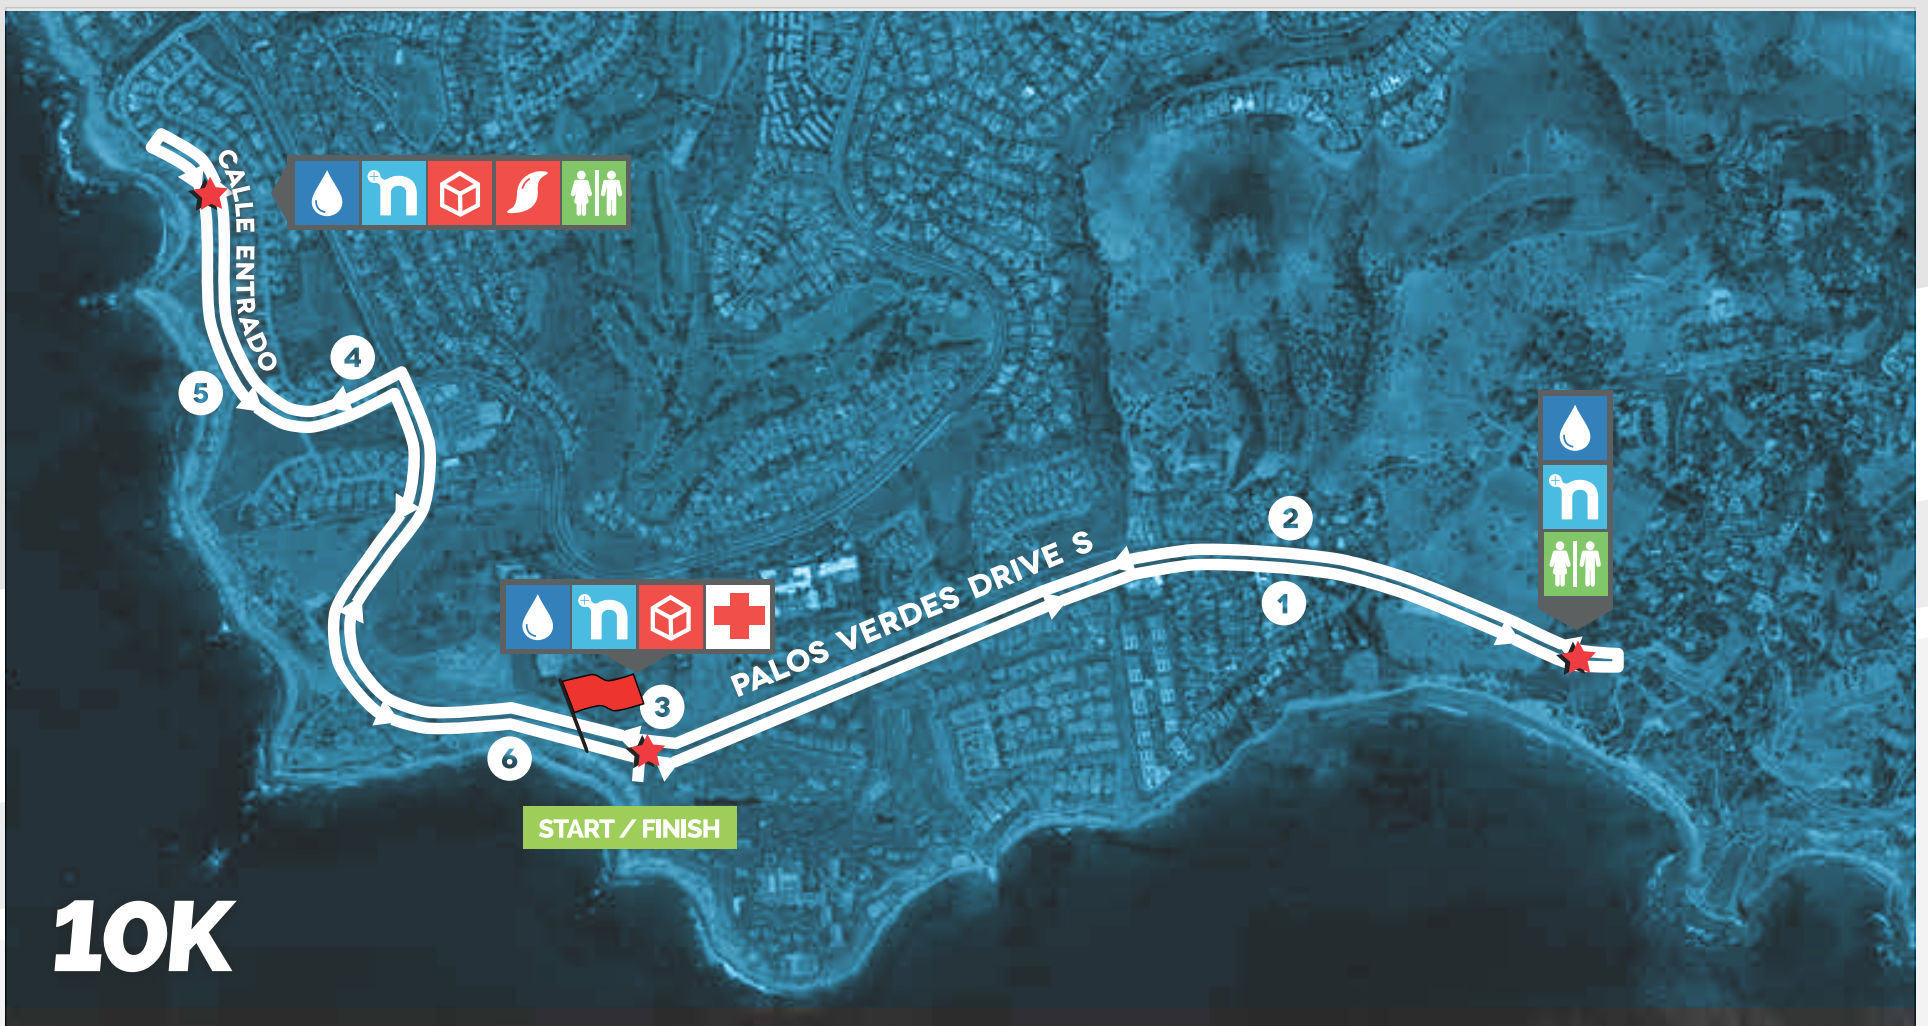 CALLE ENTRADO
n
4
5
2
1
n
n
PALOS VERDES DRIVE S
3
6
START / FINISH
10K